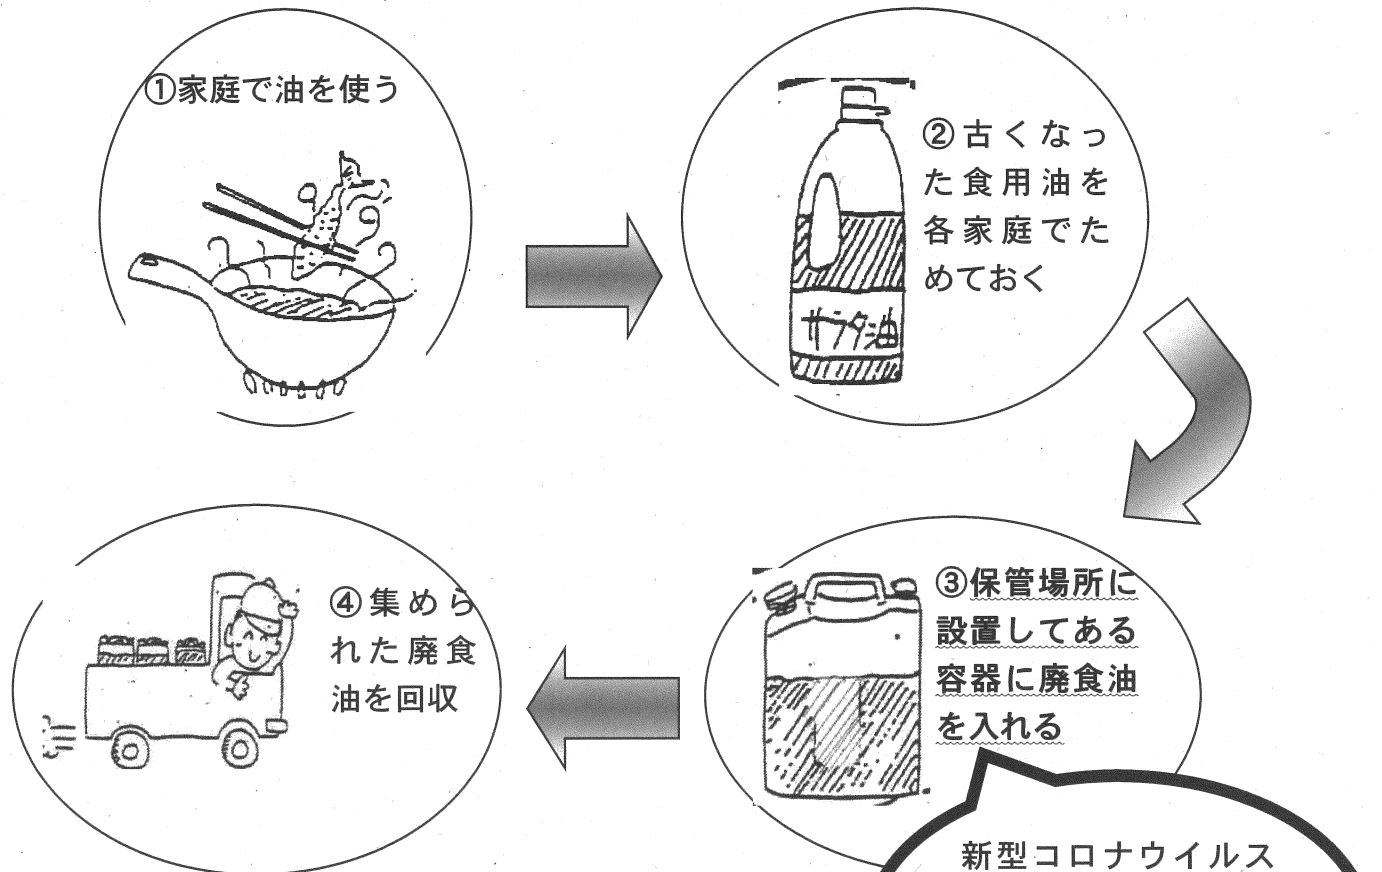 ①家庭で油を使う
②古くなっ
た食用油を
各家庭でた
めておく
サラダ油
③保管場所に
設置してある
容器に廃食油
を入れる
④集めら
れた廃食
油を回収
新型コロナウイルス